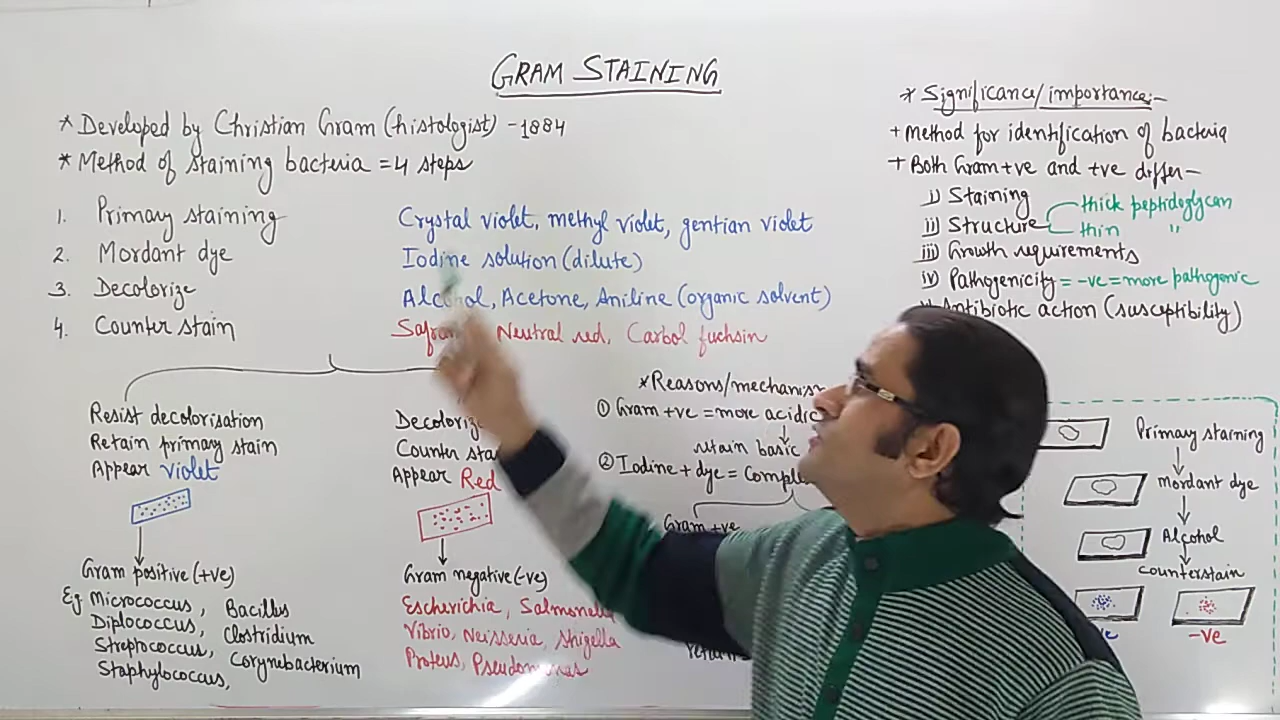 GRAM STAINING
* Developed by Christian Gram (histologist) - 1884
* Method of staining bacteria = 4 steps
1. Primary staining Crystal violet, methyl violet, gentian violet
2. Mordant dye Iodine solution (dilute)
3. Decolorize Alcohol, Acetone, Aniline (organic solvent)
4. Counter stain Neutral red, Carbol fuchsin
Resist decolorisation
Retain primary stain
Appear violet
Gram positive (+ve)
Eg Micrococcus, Bacillus
Diplococcus, Clostridium
Streprococcus, Corynebacterium
Staphylococcus,
Counter
Appear Red
Gram negative (-ve)
Escherichia, Salmonella
Vibrio, Neisseria, Shigella
Proteus, Pseudomonas
* Reasons/mechanism
① Gram +ve = more acidic
retain basic
② Iodine + dye =
Gram +ve
* Significance/importance:-
+ Method for identification of bacteria
+ Both Gram +ve and +ve differ-
i) Staining
ii) Structure thick peptidoglycan
thin "
iii) Growth requirements
iv) Pathogenicity = -ve = more pathogenic
Antibiotic action (susceptibility)
Primary staining
Mordant dye
Alcohol
counterstain
-ve